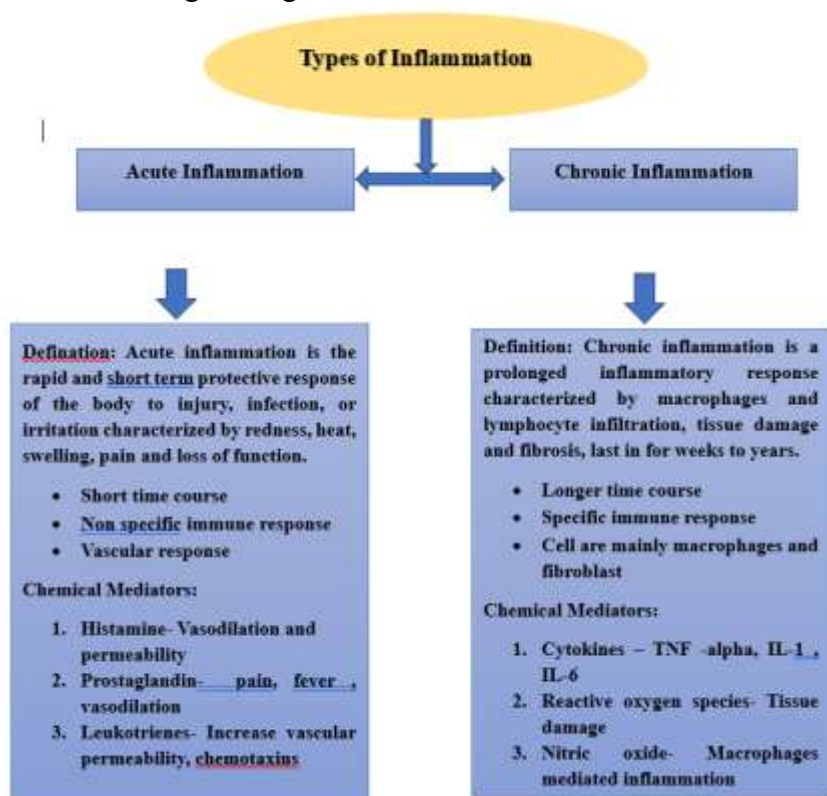 Types of Inflammation
Acute Inflammation
Chronic Inflammation
Defination: Acute inflammation is the
rapid and short term protective response
of the body to injury, infection, or
irritation characterized by redness, heat,
swelling, pain and loss of function.
• Short time course
• Non specific immune response
• Vascular response
Chemical Mediators:
1. Histamine- Vasodilation and
permeability
2. Prostaglandin- pain, fever ,
vasodilation
3. Leukotrienes- Increase vascular
permeability, chemotaxins
Definition: Chronic inflammation is a
prolonged inflammatory response
characterized by macrophages and
lymphocyte infiltration, tissue damage
and fibrosis, last in for weeks to years.
• Longer time course
• Specific immune response
• Cell are mainly macrophages and
fibroblast
Chemical Mediators:
1. Cytokines – TNF -alpha, IL-1 ,
IL-6
2. Reactive oxygen species- Tissue
damage
3. Nitric oxide- Macrophages
mediated inflammation